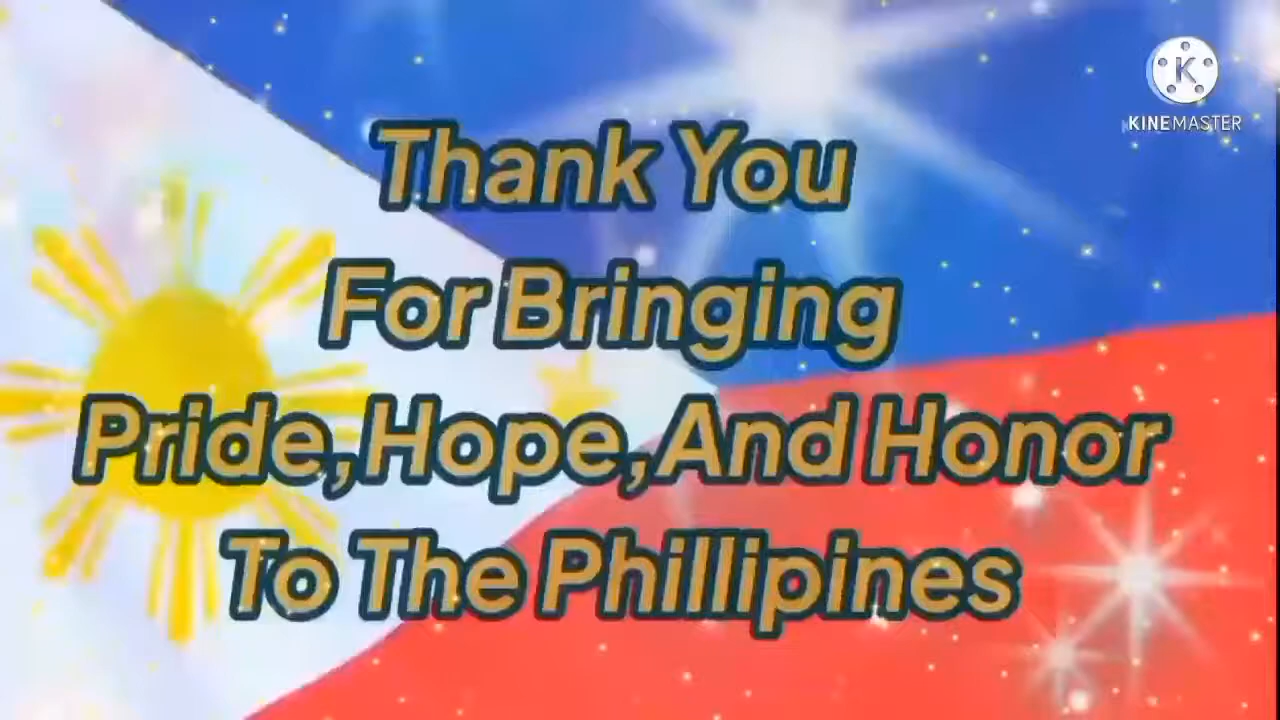 KINEMASTER
Thank You
For Bringing
Pride,Hope,And Honor
To The Phillipines